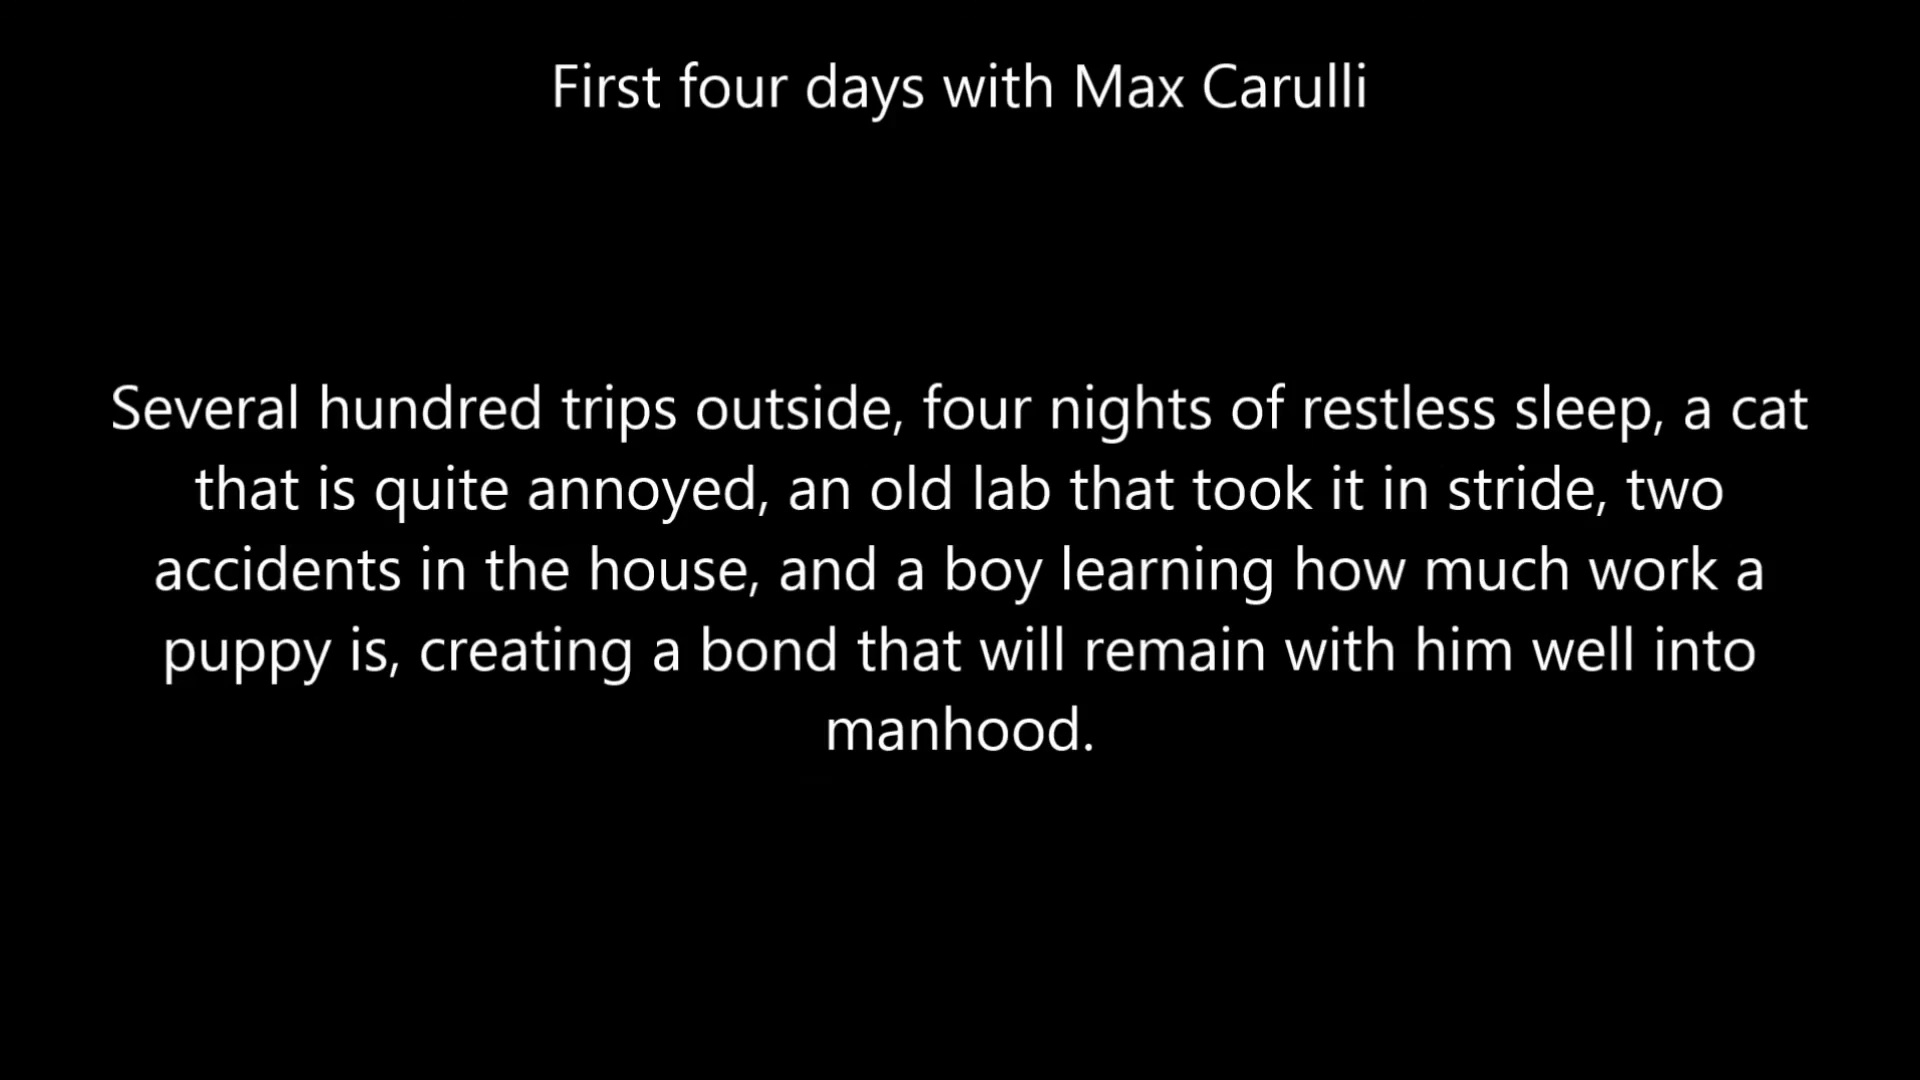 First four days with Max Carulli
Several hundred trips outside, four nights of restless sleep, a cat
that is quite annoyed, an old lab that took it in stride, two
accidents in the house, and a boy learning how much work a
puppy is, creating a bond that will remain with him well into
manhood.